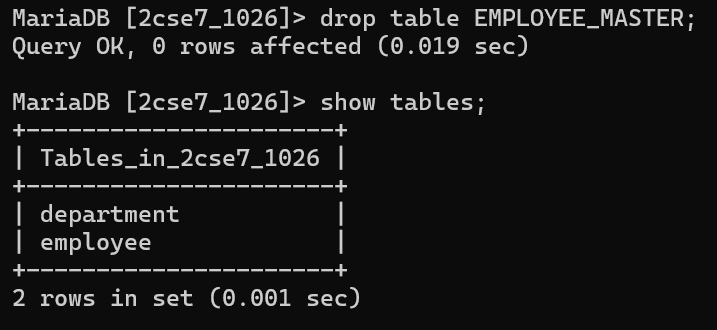 MariaDB [2cse7_1026]> drop table EMPLOYEE_MASTER;
Query OK, 0 rows affected (0.019 sec)
MariaDB [2cse7_1026]> show tables;
+----------------------+
| Tables_in_2cse7_1026 |
+----------------------+
| department           |
| employee             |
+----------------------+
2 rows in set (0.001 sec)